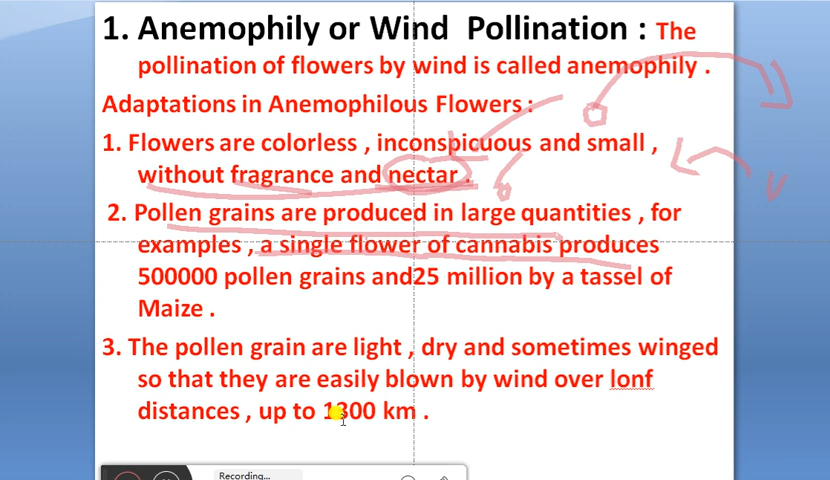 1. Anemophily or Wind Pollination : The
pollination of flowers by wind is called anemophily .
Adaptations in Anemophilous Flowers :
1. Flowers are colorless , inconspicuous and small ,
without fragrance and nectar .
2. Pollen grains are produced in large quantities , for
examples , a single flower of cannabis produces
500000 pollen grains and25 million by a tassel of
Maize .
3. The pollen grain are light , dry and sometimes winged
so that they are easily blown by wind over lonf
distances , up to 1300 km .
Recording...